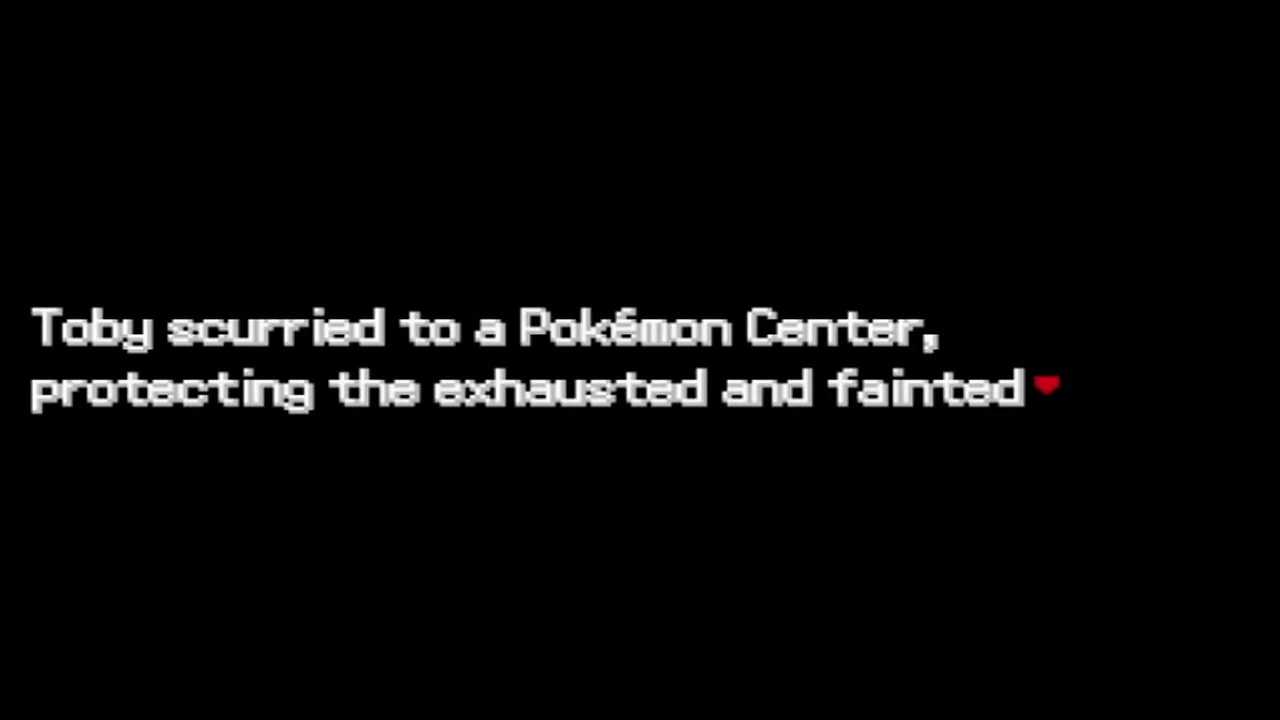 Toby scurried to a Pokémon Center,
protecting the exhausted and fainted